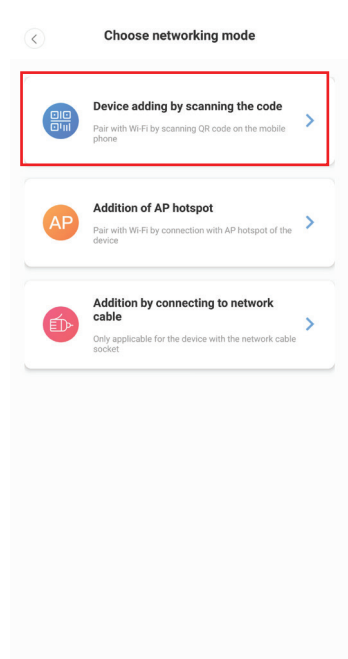 Choose networking mode
Device adding by scanning the code
Pair with Wi-Fi by scanning QR code on the mobile
phone
AP
Addition of AP hotspot
Pair with Wi-Fi by connection with AP hotspot of the
device
Addition by connecting to network
cable
Only applicable for the device with the network cable
socket